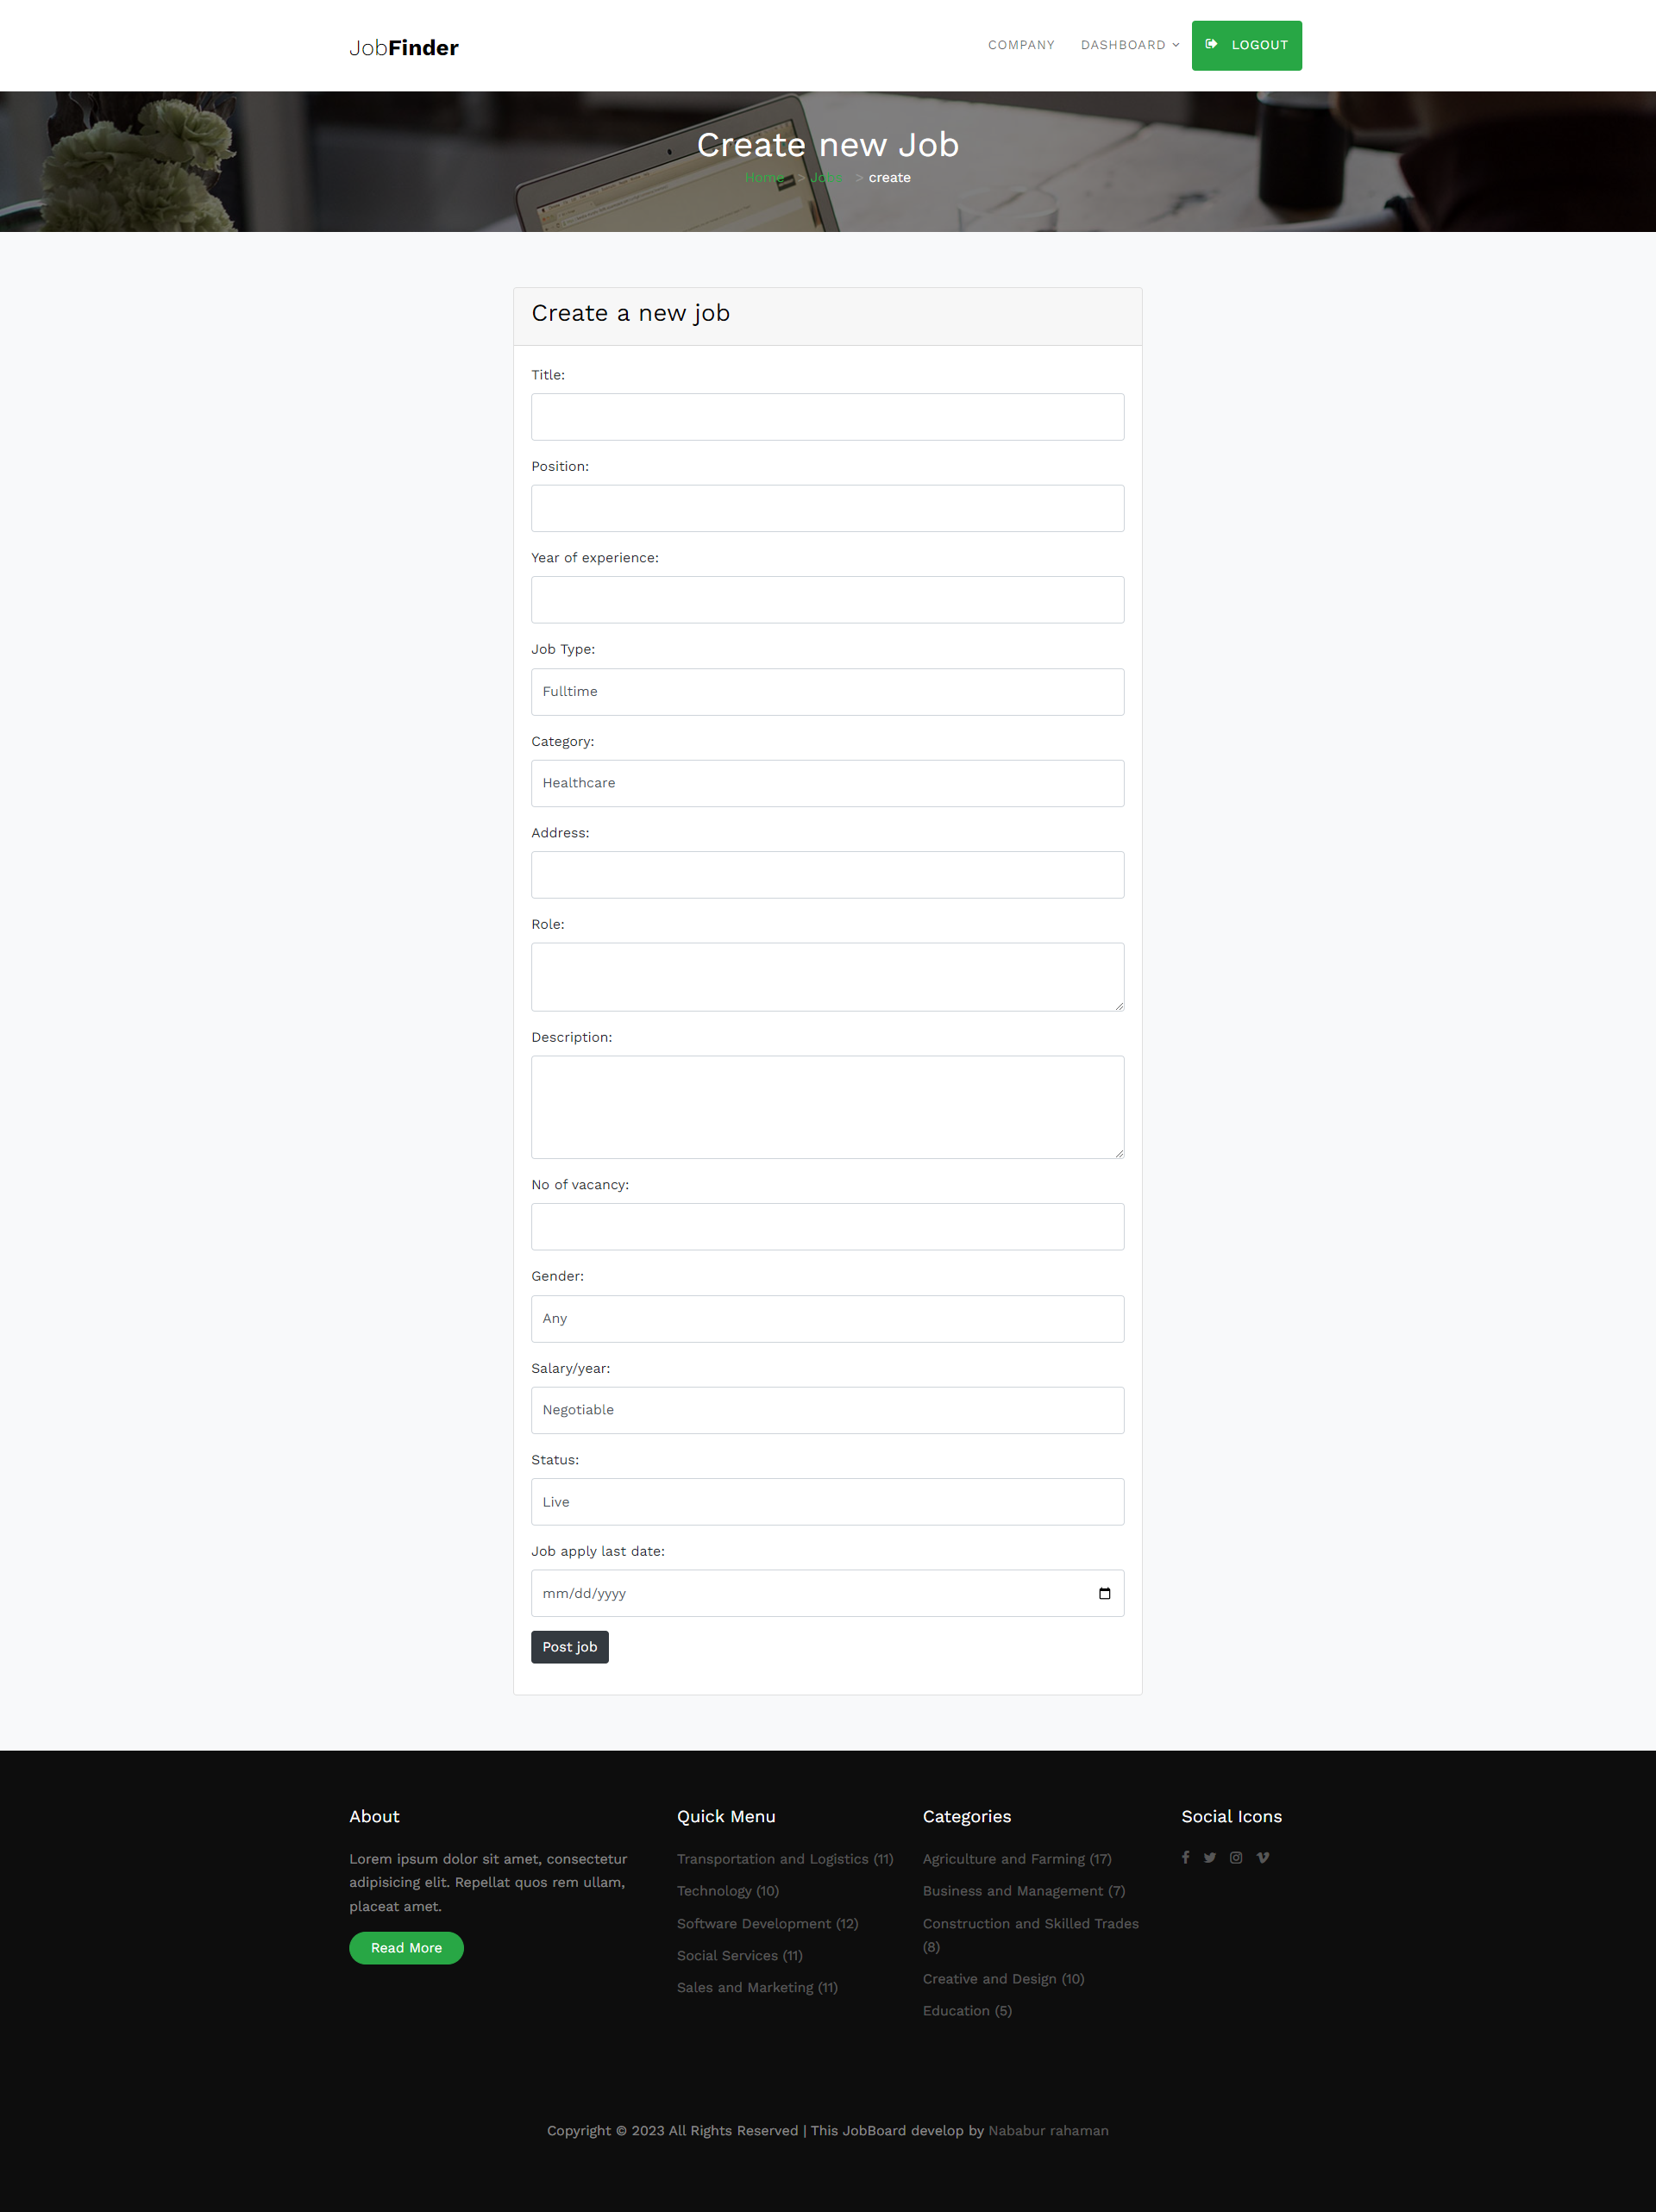 JobFinder
COMPANY
DASHBOARD
LOGOUT
Create new Job
Home > Jobs > create
Create a new job
Title:
Position:
Year of experience:
Job Type:
Fulltime
Category:
Healthcare
Address:
Role:
Description:
No of vacancy:
Gender:
Any
Salary/year:
Negotiable
Status:
Live
Job apply last date:
mm/dd/yyyy
Post job
About
Lorem ipsum dolor sit amet, consectetur
adipisicing elit. Repellat quos rem ullam,
placeat amet.
Read More
Quick Menu
Transportation and Logistics (11)
Technology (10)
Software Development (12)
Social Services (11)
Sales and Marketing (11)
Categories
Agriculture and Farming (17)
Business and Management (7)
Construction and Skilled Trades
(8)
Creative and Design (10)
Education (5)
Social Icons
Copyright © 2023 All Rights Reserved | This JobBoard develop by Nababur rahaman